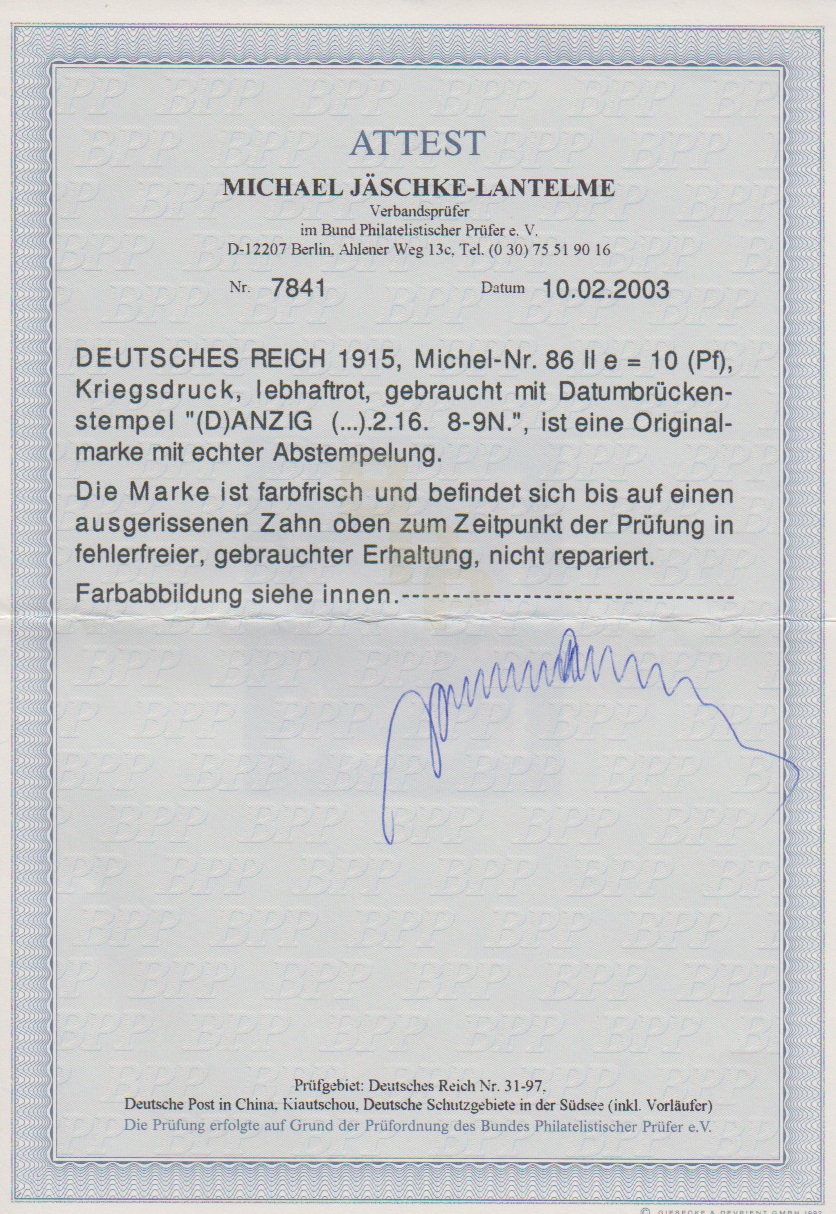 ATTEST
MICHAEL JÄSCHKE-LANTELME
Verbandsprüfer
im Bund Philatelistischer Prüfer e. V.
D-12207 Berlin, Ahlener Weg 13c, Tel. (0 30) 75 51 90 16
Nr. 7841 Datum 10.02.2003
DEUTSCHES REICH 1915, Michel-Nr. 86 II e = 10 (Pf),
Kriegsdruck, lebhaftrot, gebraucht mit Datumbrücken-
stempel "(D)ANZIG (...).2.16. 8-9N.", ist eine Original-
marke mit echter Abstempelung.
Die Marke ist farbfrisch und befindet sich bis auf einen
ausgerissenen Zahn oben zum Zeitpunkt der Prüfung in
fehlerfreier, gebrauchter Erhaltung, nicht repariert.
Farbabbildung siehe innen.----------------------------------
Prüfgebiet: Deutsches Reich Nr. 31-97,
Deutsche Post in China, Kiautschou, Deutsche Schutzgebiete in der Südsee (inkl. Vorläufer)
Die Prüfung erfolgte auf Grund der Prüfordnung des Bundes Philatelistischer Prüfer e.V.
© GIESECKE & DEVRIENT GMBH 1997